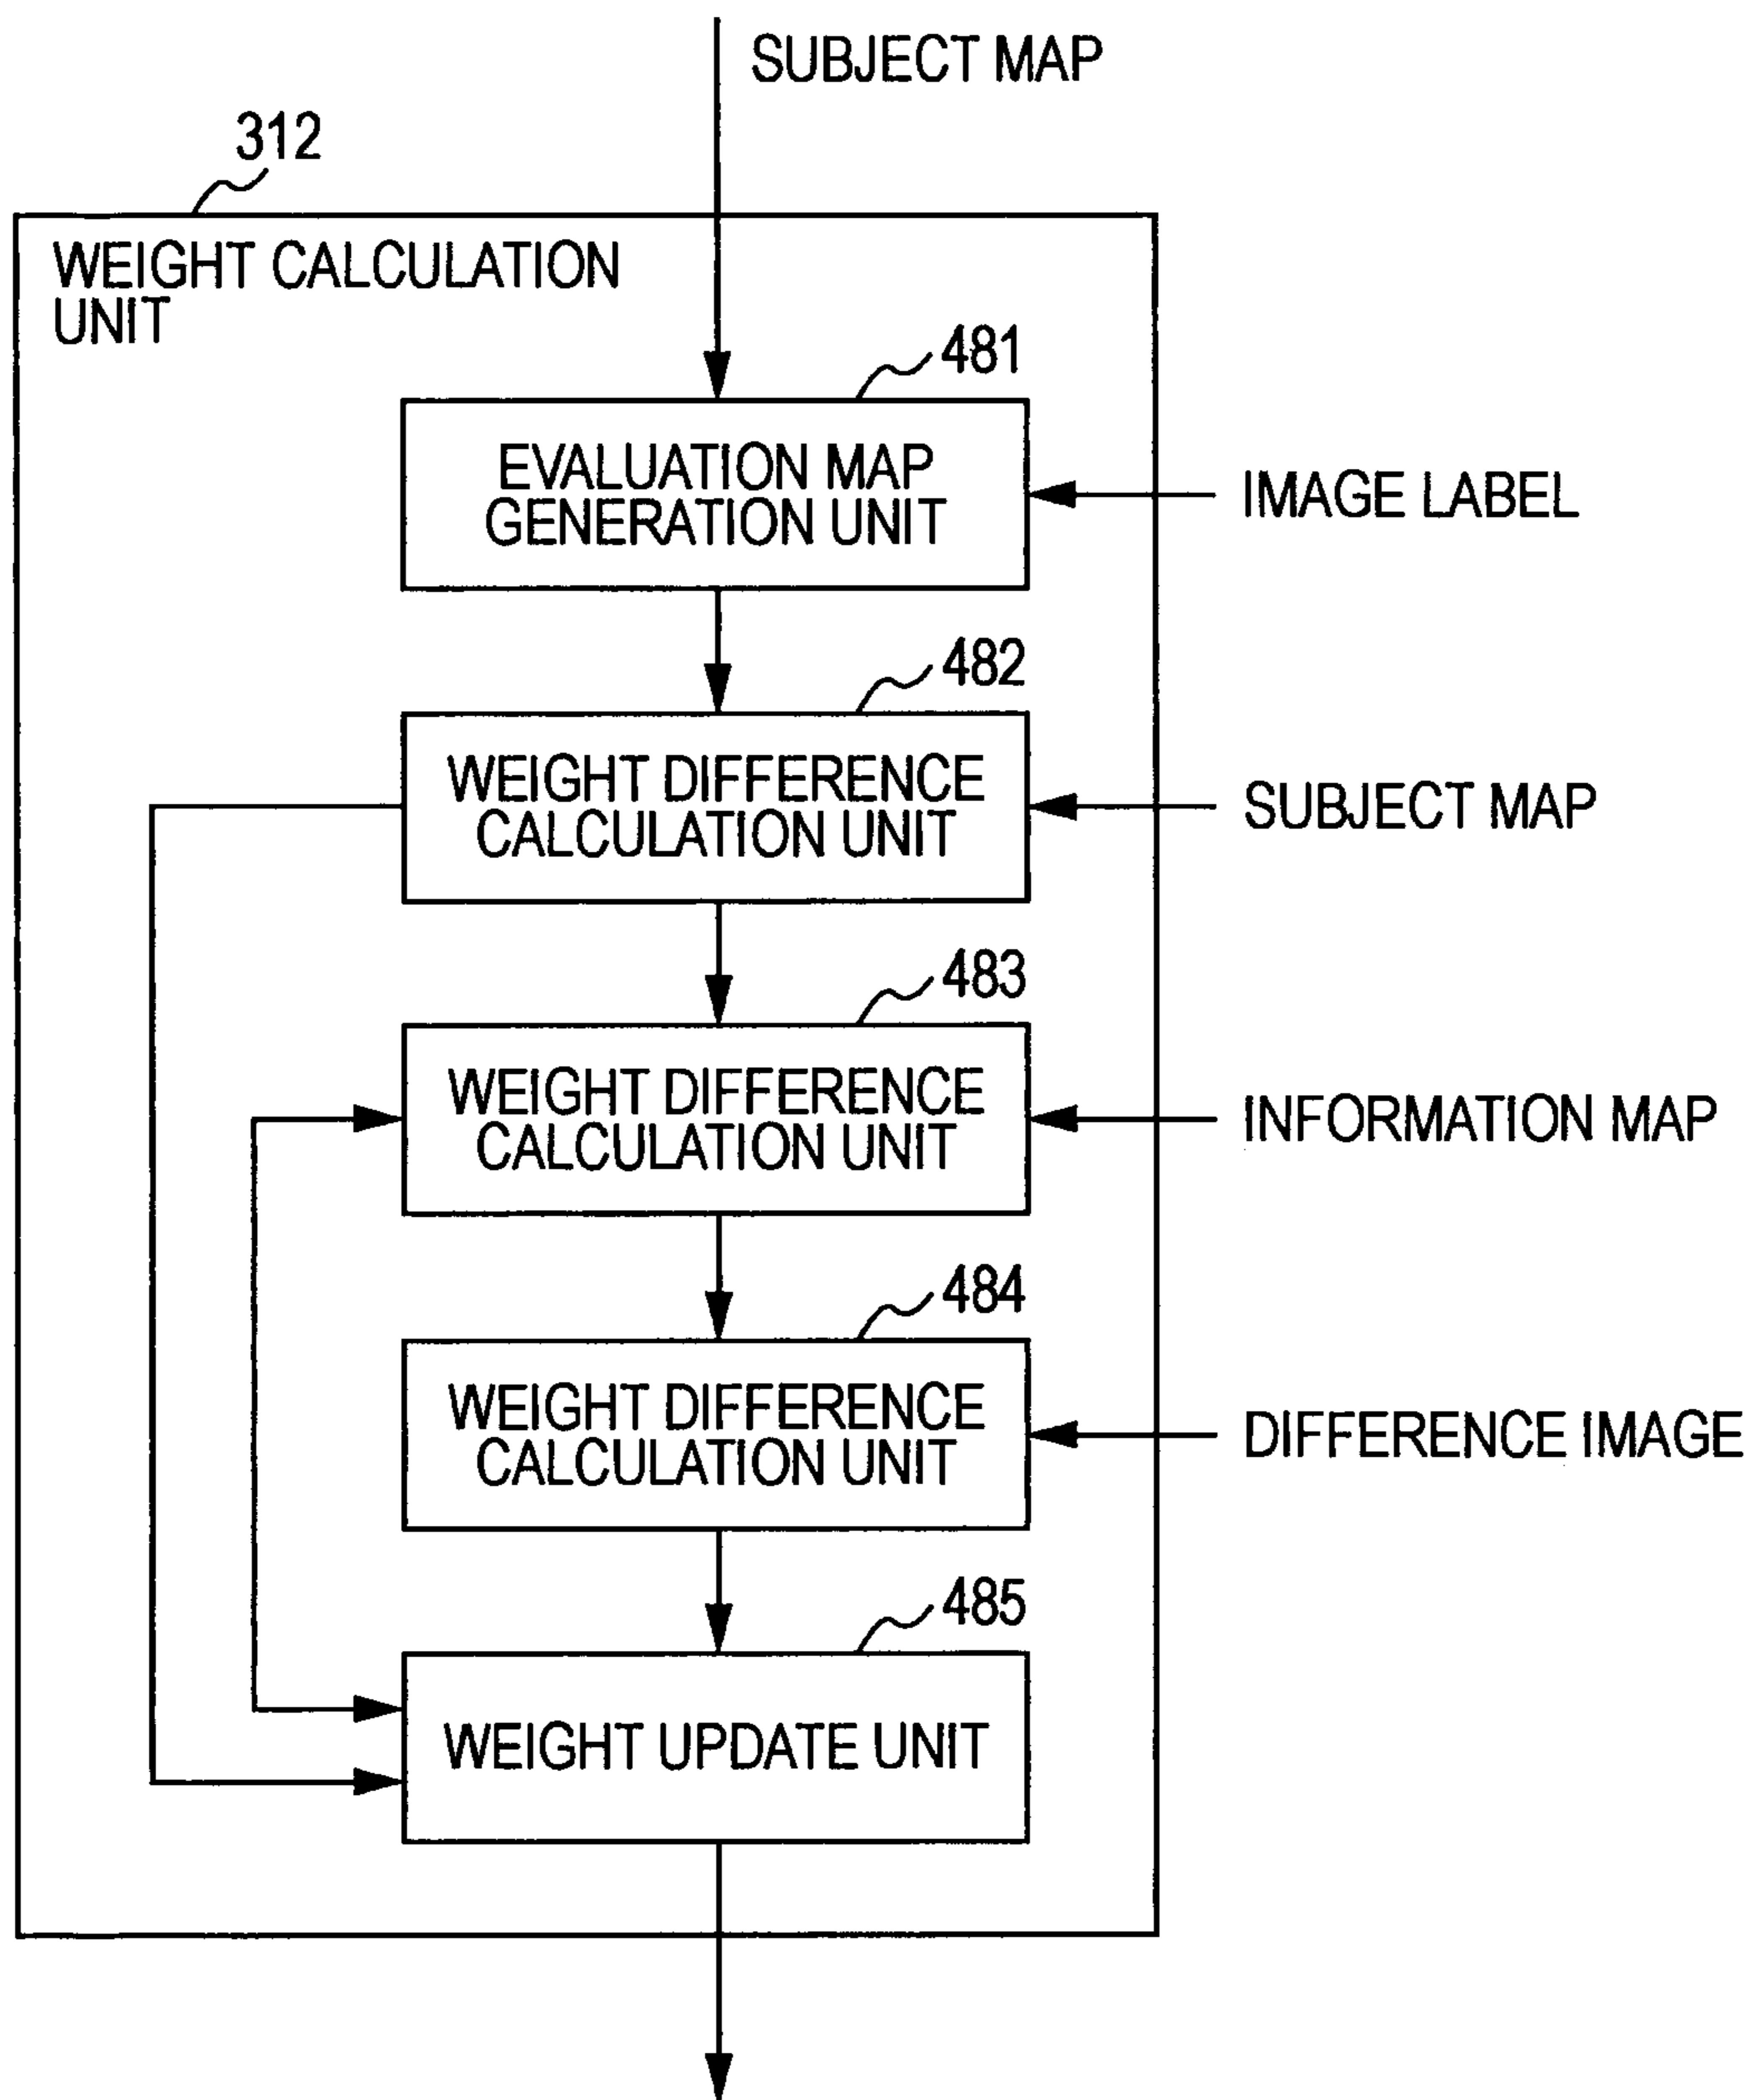 SUBJECT MAP
312
WEIGHT CALCULATION
UNIT
481
EVALUATION MAP
GENERATION UNIT
IMAGE LABEL
482
WEIGHT DIFFERENCE
CALCULATION UNIT
SUBJECT MAP
483
WEIGHT DIFFERENCE
CALCULATION UNIT
INFORMATION MAP
484
WEIGHT DIFFERENCE
CALCULATION UNIT
DIFFERENCE IMAGE
485
WEIGHT UPDATE UNIT